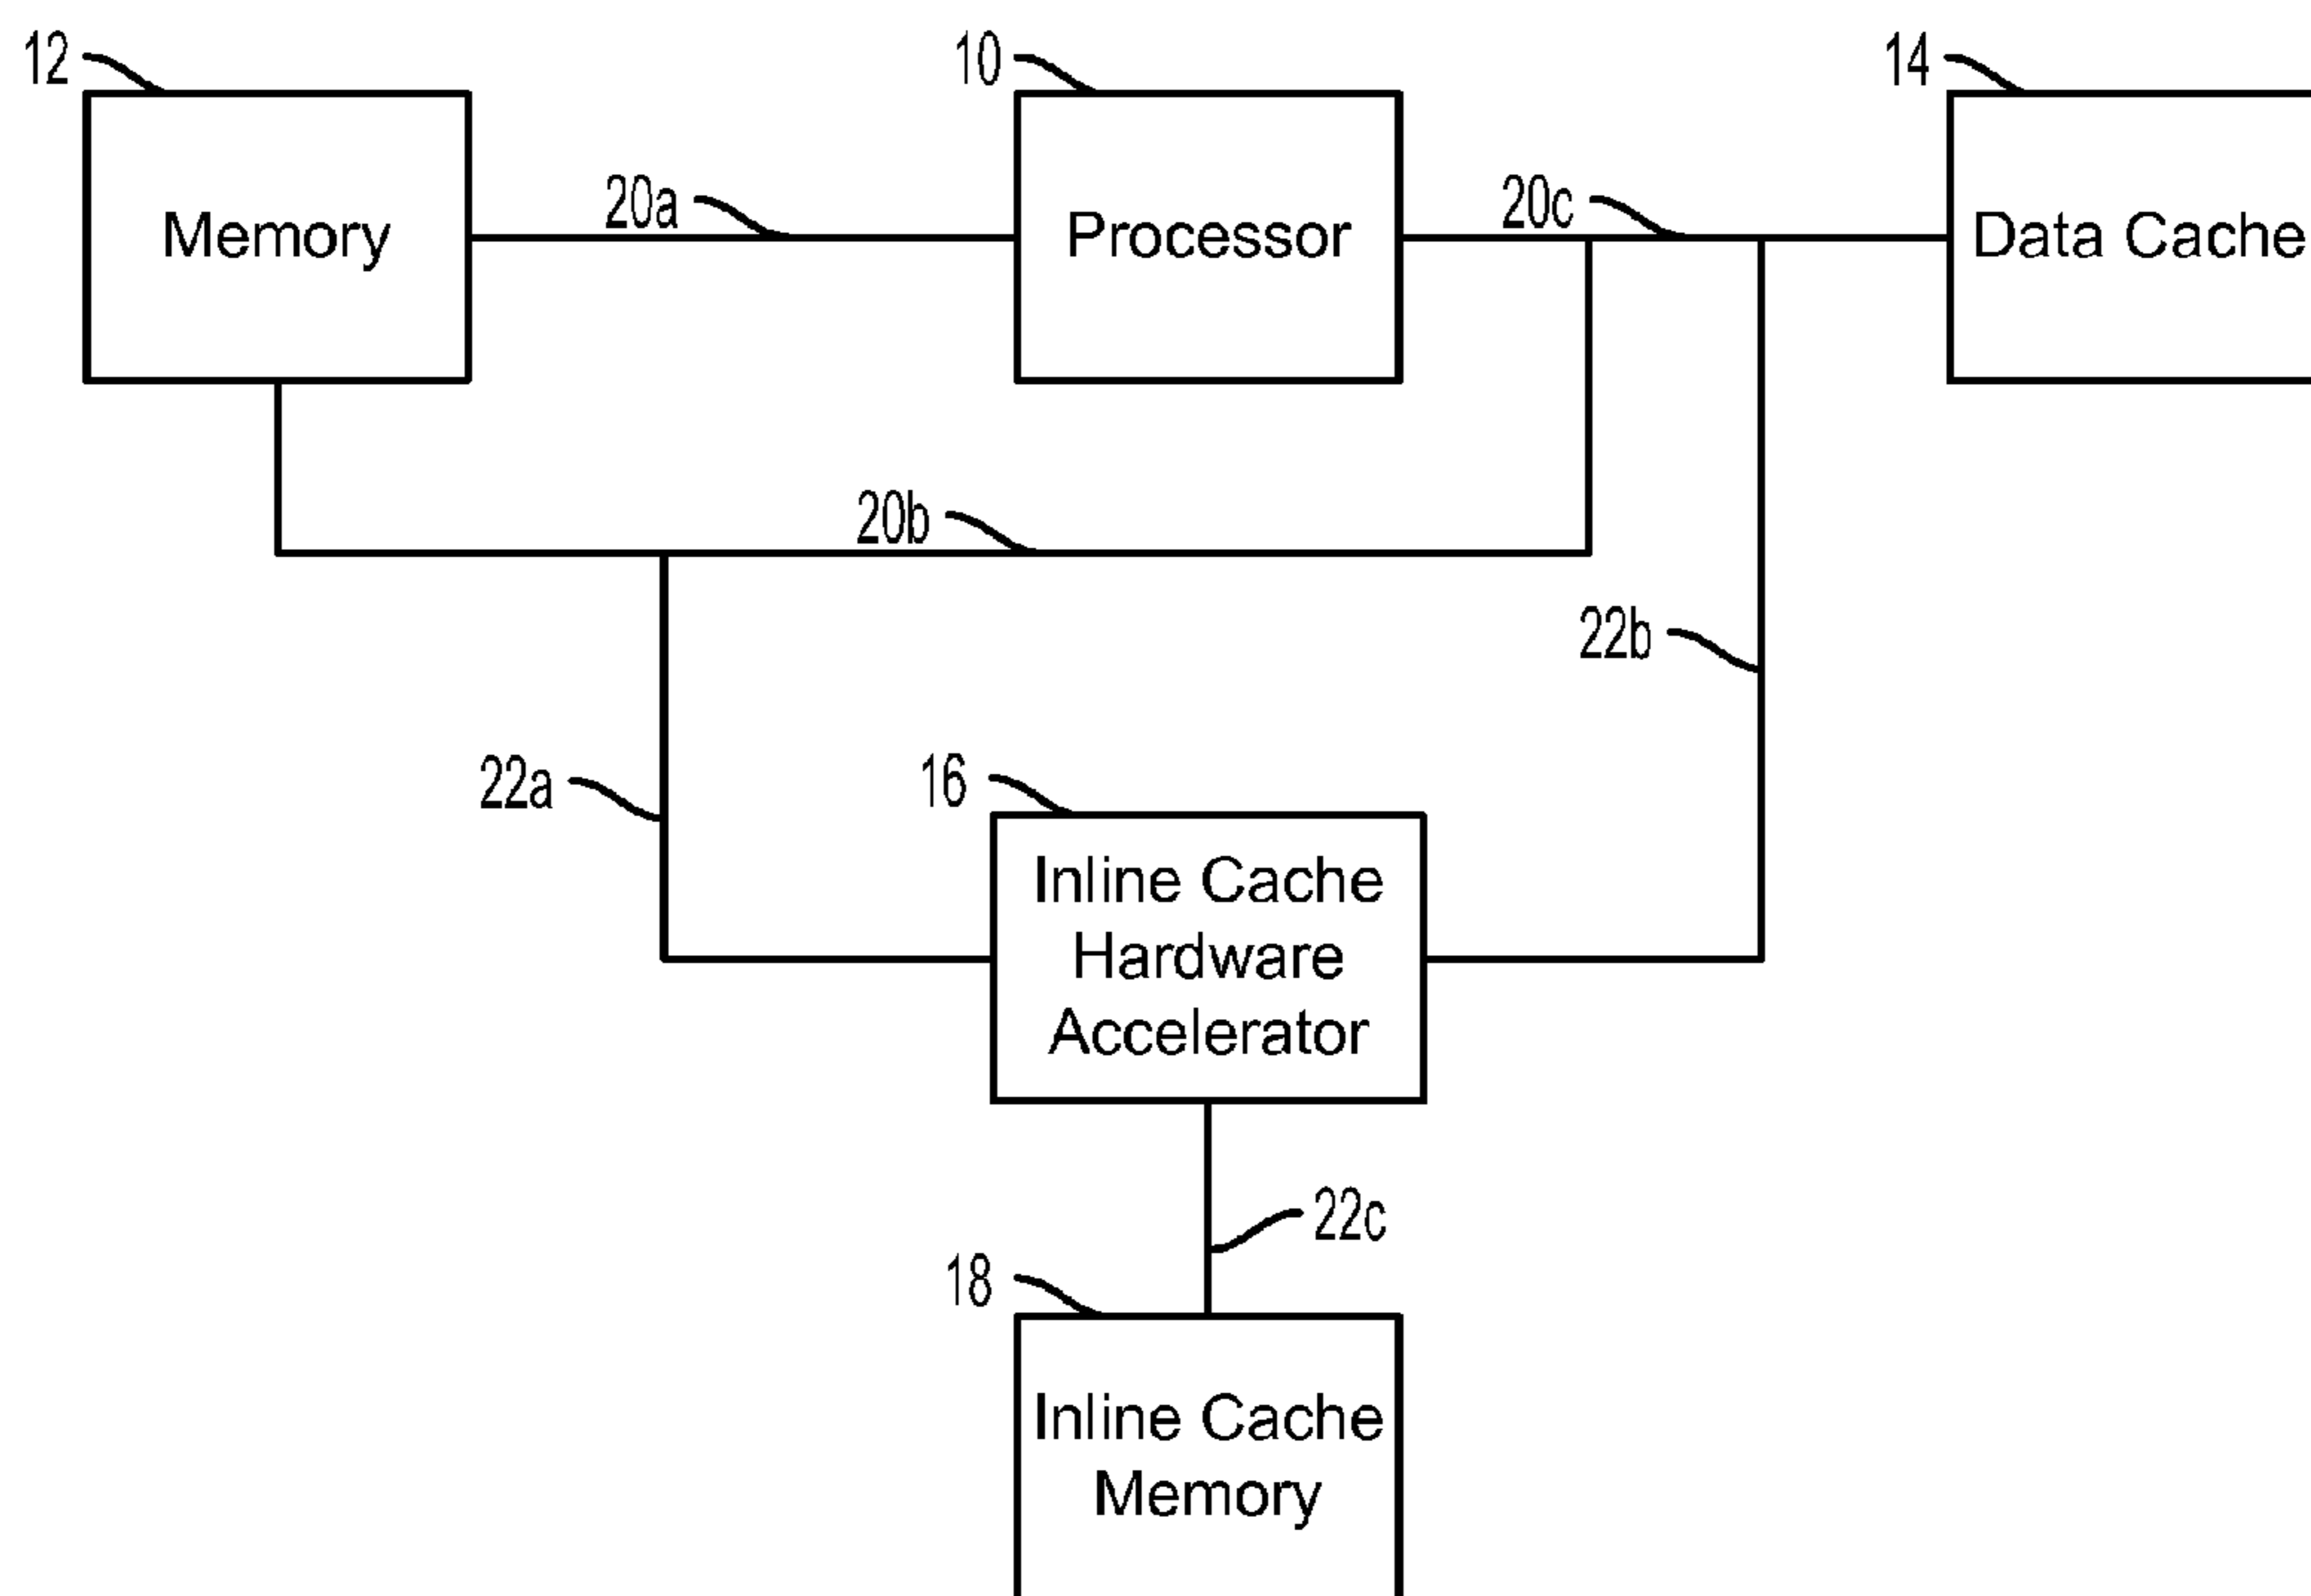 12
10
14
Memory
20a
Processor
20c
Data Cache
20b
22b
22a
16
Inline Cache
Hardware
Accelerator
22c
18
Inline Cache
Memory